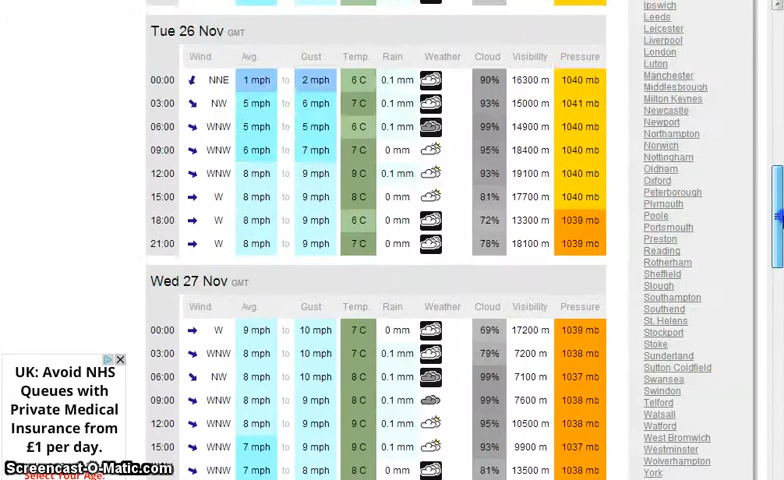 Tue 26 Nov GMT
Wind Avg. Gust Temp. Rain Weather Cloud Visibility Pressure
00:00 NNE 1 mph to 2 mph 6 C 0.1 mm 90% 16300 m 1040 mb
03:00 NW 5 mph to 6 mph 7 C 0.1 mm 93% 15000 m 1041 mb
06:00 WNW 5 mph to 5 mph 6 C 0.1 mm 99% 14900 m 1040 mb
09:00 WNW 6 mph to 7 mph 7 C 0 mm 95% 18400 m 1040 mb
12:00 WNW 8 mph to 9 mph 9 C 0.1 mm 93% 19100 m 1040 mb
15:00 W 8 mph to 9 mph 8 C 0 mm 81% 17700 m 1040 mb
18:00 W 8 mph to 9 mph 6 C 0 mm 72% 13300 m 1039 mb
21:00 W 8 mph to 9 mph 7 C 0 mm 78% 18100 m 1039 mb
Wed 27 Nov GMT
Wind Avg. Gust Temp. Rain Weather Cloud Visibility Pressure
00:00 W 9 mph to 10 mph 7 C 0 mm 69% 17200 m 1039 mb
03:00 WNW 8 mph to 10 mph 7 C 0.1 mm 79% 7200 m 1038 mb
06:00 NW 8 mph to 10 mph 8 C 0.1 mm 99% 7100 m 1037 mb
09:00 WNW 8 mph to 9 mph 8 C 0.1 mm 99% 7600 m 1038 mb
12:00 WNW 8 mph to 9 mph 9 C 0.1 mm 95% 10500 m 1038 mb
15:00 WNW 7 mph to 9 mph 9 C 0.1 mm 93% 9900 m 1037 mb
WNW 7 mph to 8 mph 9 C 0 mm 81% 13500 m 1038 mb
UK: Avoid NHS
Queues with
Private Medical
Insurance from
£1 per day.
Select Your Age.
Screencast-O-Matic.com
Ipswich
Leeds
Leicester
Liverpool
London
Luton
Manchester
Middlesbrough
Milton Keynes
Newcastle
Newport
Northampton
Norwich
Nottingham
Oldham
Oxford
Peterborough
Plymouth
Poole
Portsmouth
Preston
Reading
Rotherham
Sheffield
Slough
Southampton
Southend
St. Helens
Stockport
Stoke
Sunderland
Sutton Coldfield
Swansea
Swindon
Telford
Walsall
Watford
West Bromwich
Westminster
Wolverhampton
York